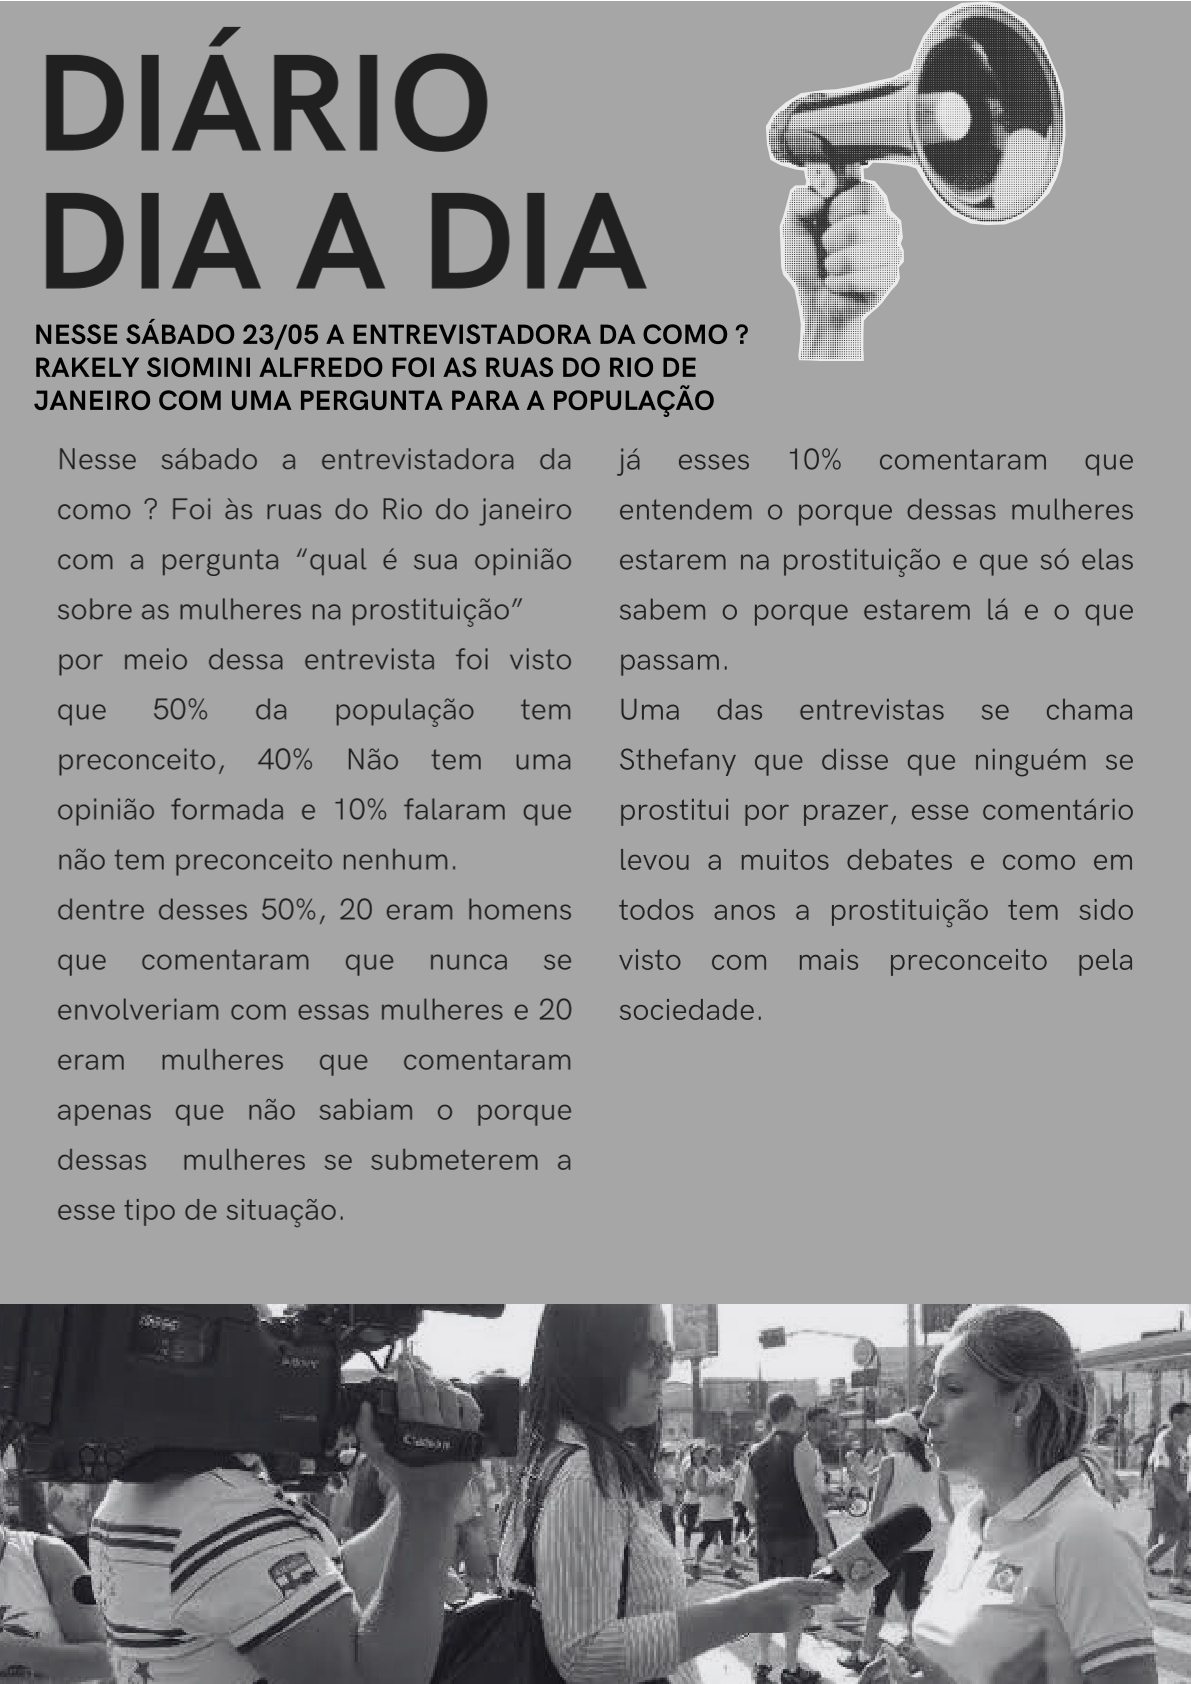 DIÁRIO
DIA A DIA
NESSE SÁBADO 23/05 A ENTREVISTADORA DA COMO ?
RAKELY SIOMINI ALFREDO FOI AS RUAS DO RIO DE
JANEIRO COM UMA PERGUNTA PARA A POPULAÇÃO
Nesse sábado a entrevistadora da
como ? Foi às ruas do Rio do janeiro
com a pergunta “qual é sua opinião
sobre as mulheres na prostituição”
por meio dessa entrevista foi visto
que 50% da população tem
preconceito, 40% Não tem uma
opinião formada e 10% falaram que
não tem preconceito nenhum.
dentre desses 50%, 20 eram homens
que comentaram que nunca se
envolveriam com essas mulheres e 20
eram mulheres que comentaram
apenas que não sabiam o porque
dessas mulheres se submeterem a
esse tipo de situação.
já esses 10% comentaram que
entendem o porque dessas mulheres
estarem na prostituição e que só elas
sabem o porque estarem lá e o que
passam.
Uma das entrevistas se chama
Sthefany que disse que ninguém se
prostitui por prazer, esse comentário
levou a muitos debates e como em
todos anos a prostituição tem sido
visto com mais preconceito pela
sociedade.
Canon